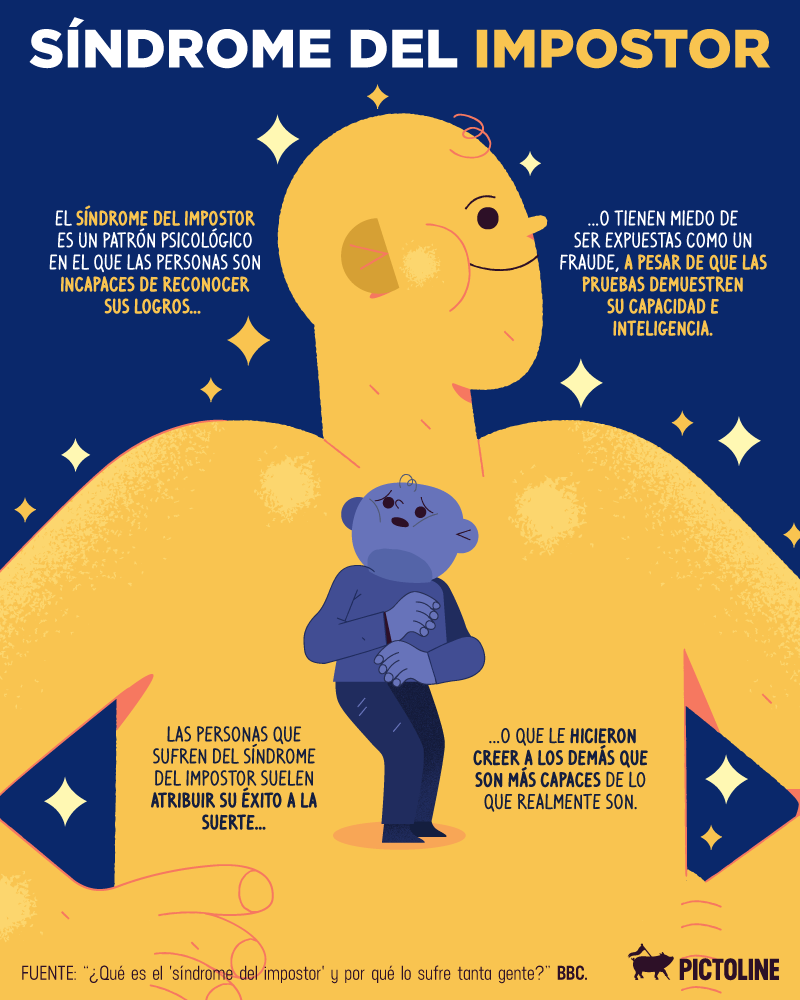 SÍNDROME DEL IMPOSTOR
EL SÍNDROME DEL IMPOSTOR
ES UN PATRÓN PSICOLÓGICO
EN EL QUE LAS PERSONAS SON
INCAPACES DE RECONOCER
SUS LOGROS...
...O TIENEN MIEDO DE
SER EXPUESTAS COMO UN
FRAUDE, A PESAR DE QUE LAS
PRUEBAS DEMUESTREN
SU CAPACIDAD E
INTELIGENCIA.
LAS PERSONAS QUE
SUFREN DEL SÍNDROME
DEL IMPOSTOR SUELEN
ATRIBUIR SU ÉXITO A LA
SUERTE...
...O QUE LE HICIERON
CREER A LOS DEMÁS QUE
SON MÁS CAPACES DE LO
QUE REALMENTE SON.
FUENTE: "¿Qué es el 'síndrome del impostor' y por qué lo sufre tanta gente?" BBC.
PICTOLINE